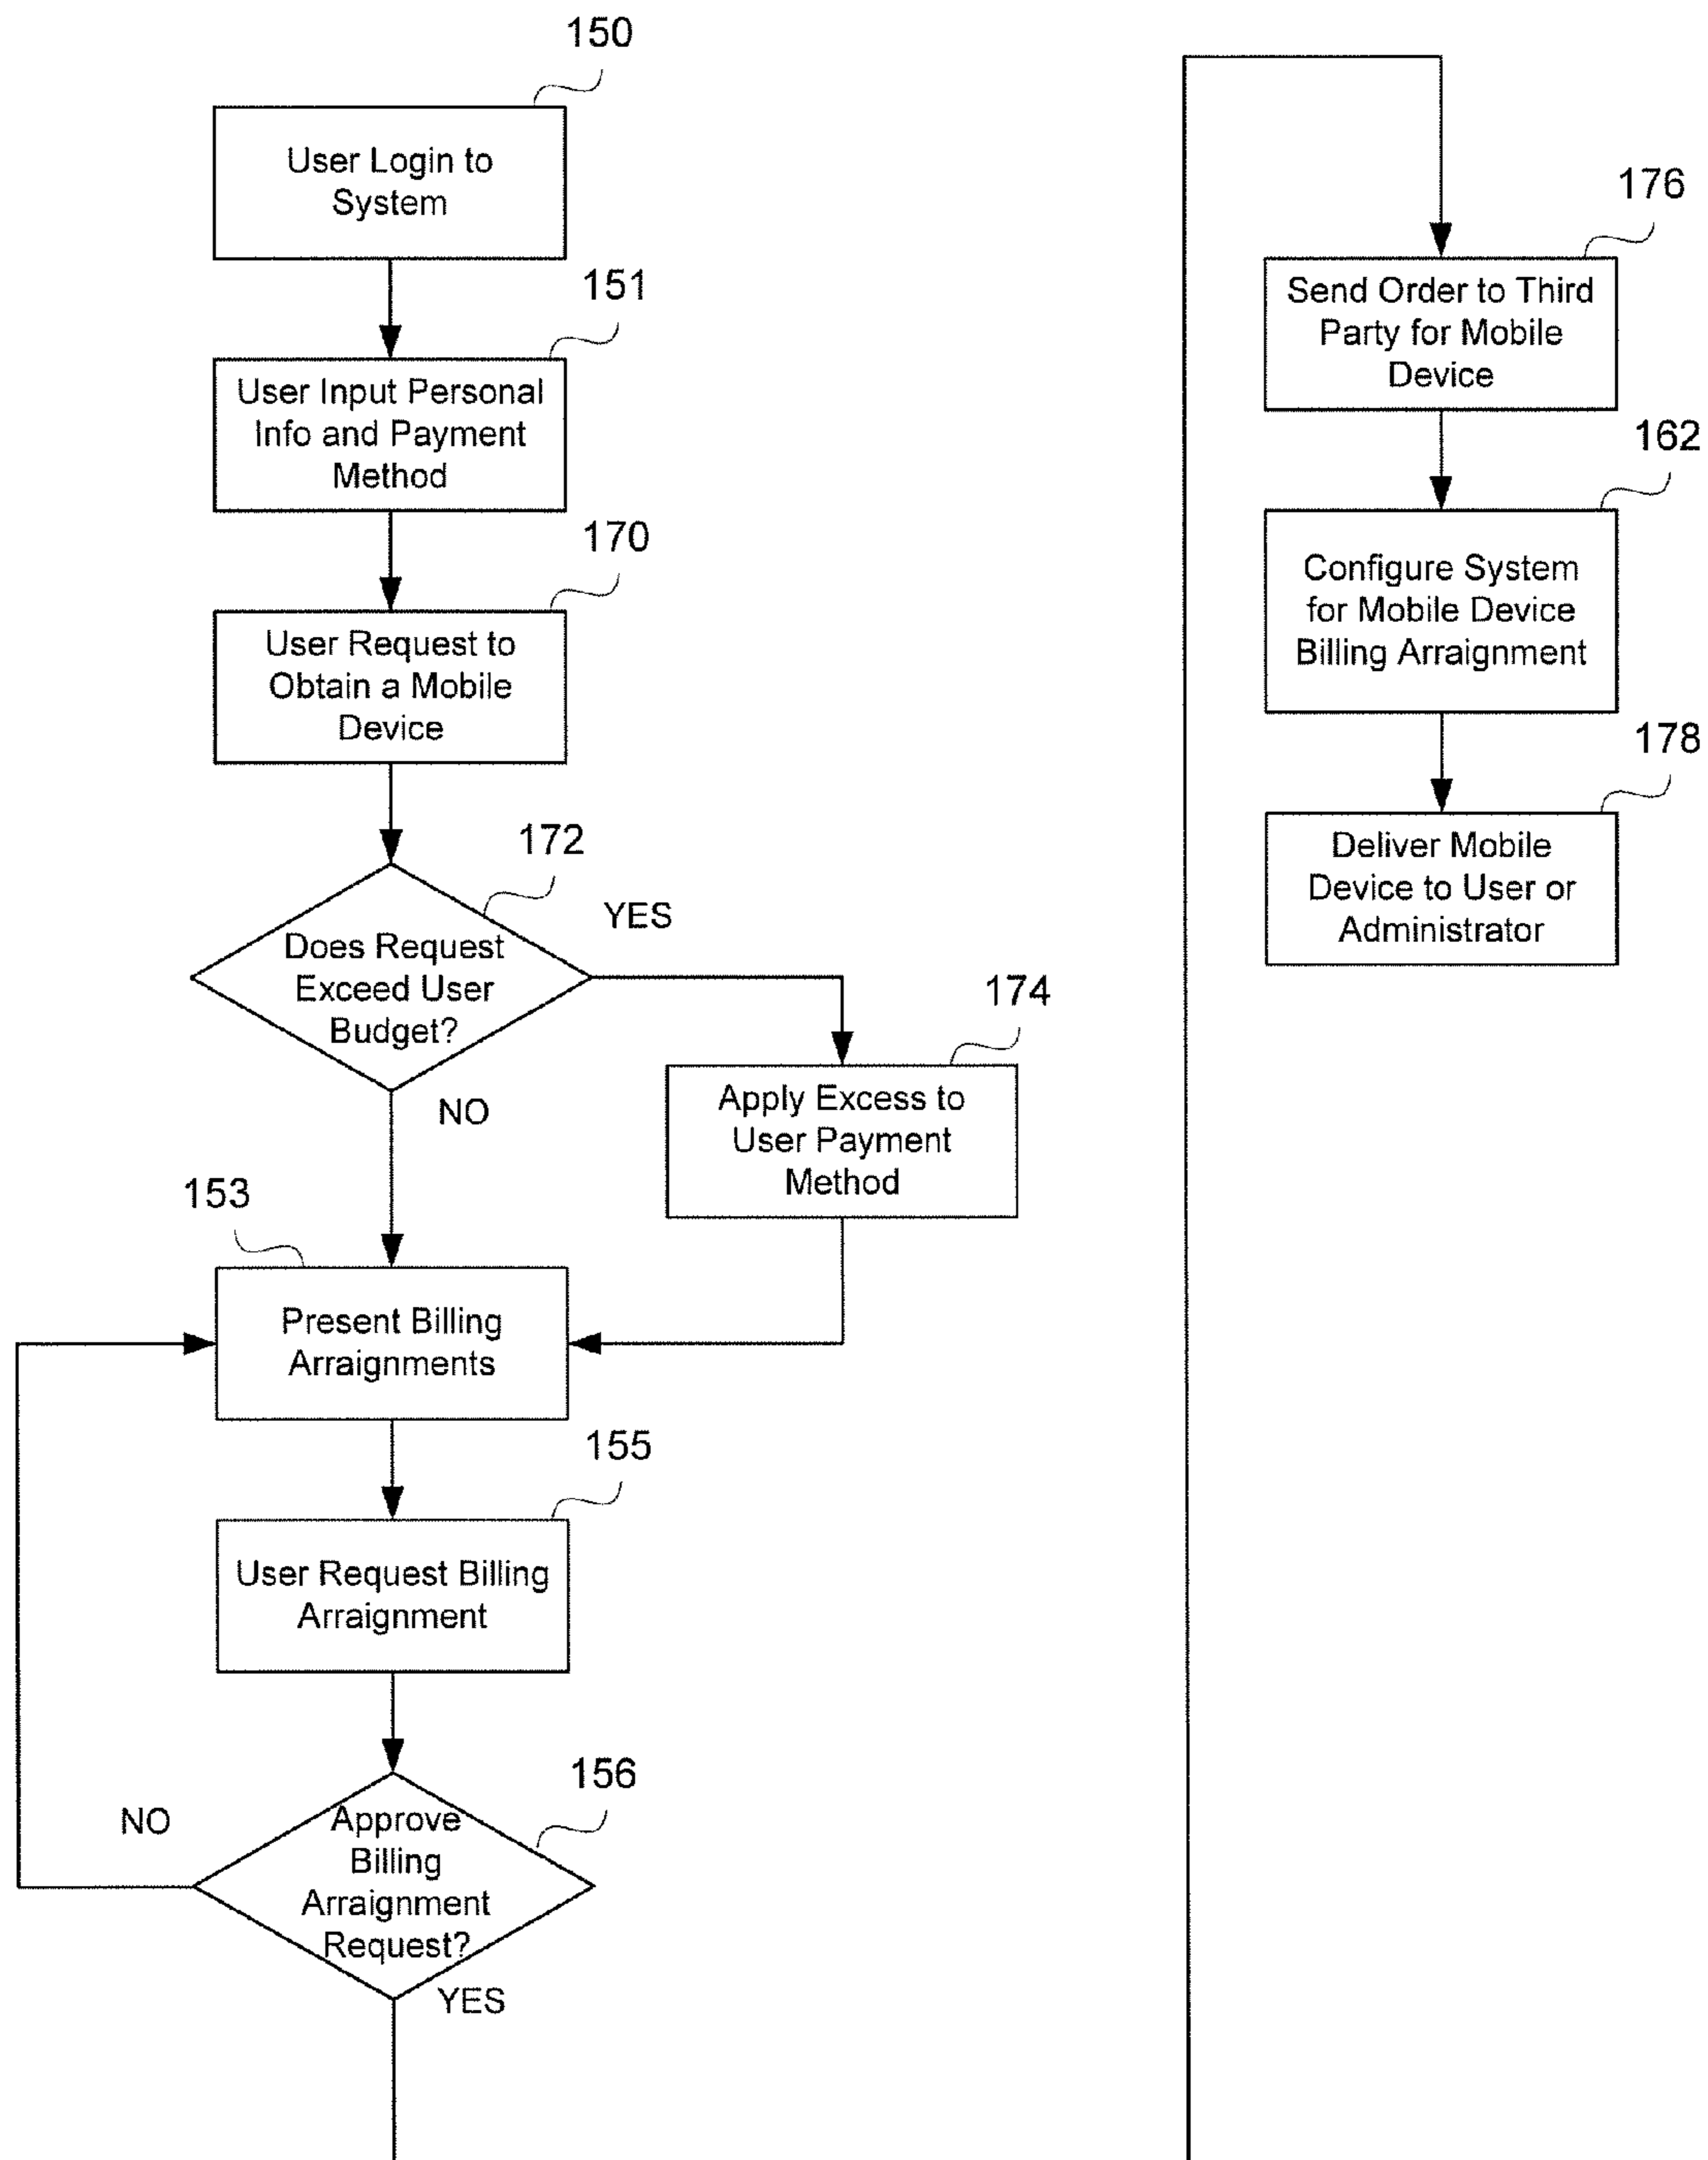 150
User Login to
System
151
User Input Personal
Info and Payment
Method
170
User Request to
Obtain a Mobile
Device
172
Does Request
Exceed User
Budget?
YES
NO
174
Apply Excess to
User Payment
Method
153
Present Billing
Arraignments
155
User Request Billing
Arraignment
156
Approve
Billing
Arraignment
Request?
NO
YES
176
Send Order to Third
Party for Mobile
Device
162
Configure System
for Mobile Device
Billing Arraignment
178
Deliver Mobile
Device to User or
Administrator